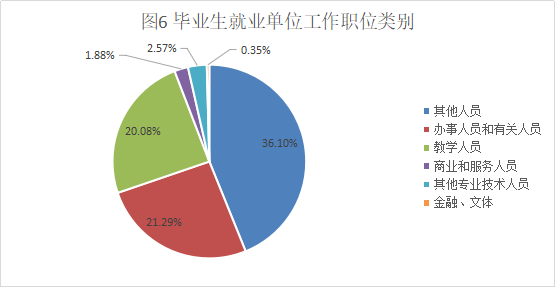 图6 毕业生就业单位工作职位类别
1.88%
2.57%
0.35%
36.10%
21.29%
20.08%
其他人员
办事人员和有关人员
教学人员
商业和服务人员
其他专业技术人员
金融、文体